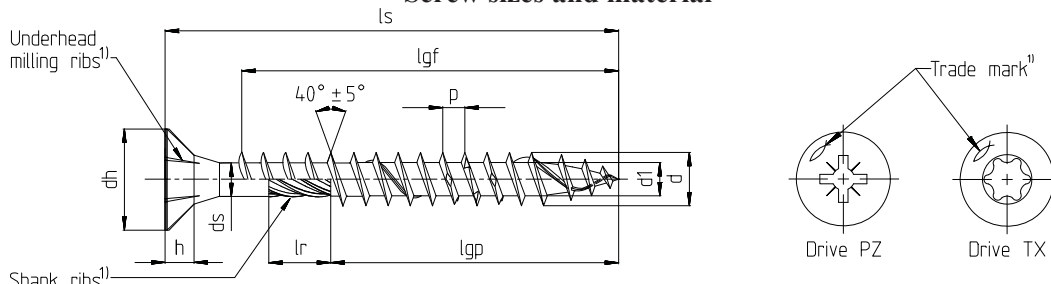 Screw sizes and material
ls
Underhead
milling ribs¹⁾
lgf
40° ±5°
p
Trade mark¹⁾
dh
ds
d1
d
h
lr
lgp
Drive PZ
Drive TX
Shank ribs¹⁾